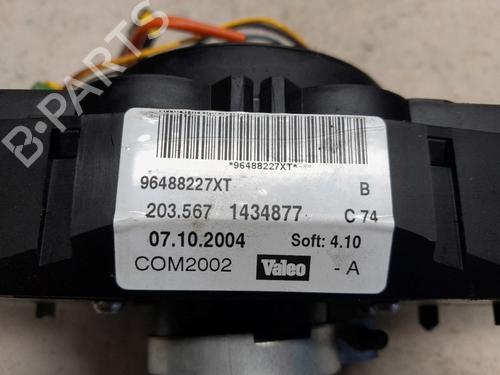 B-PARTS
*96488227XT*
96488227XT B
203.567 1434877 C 74
07.10.2004 Soft: 4.10
COM2002 Valeo - A